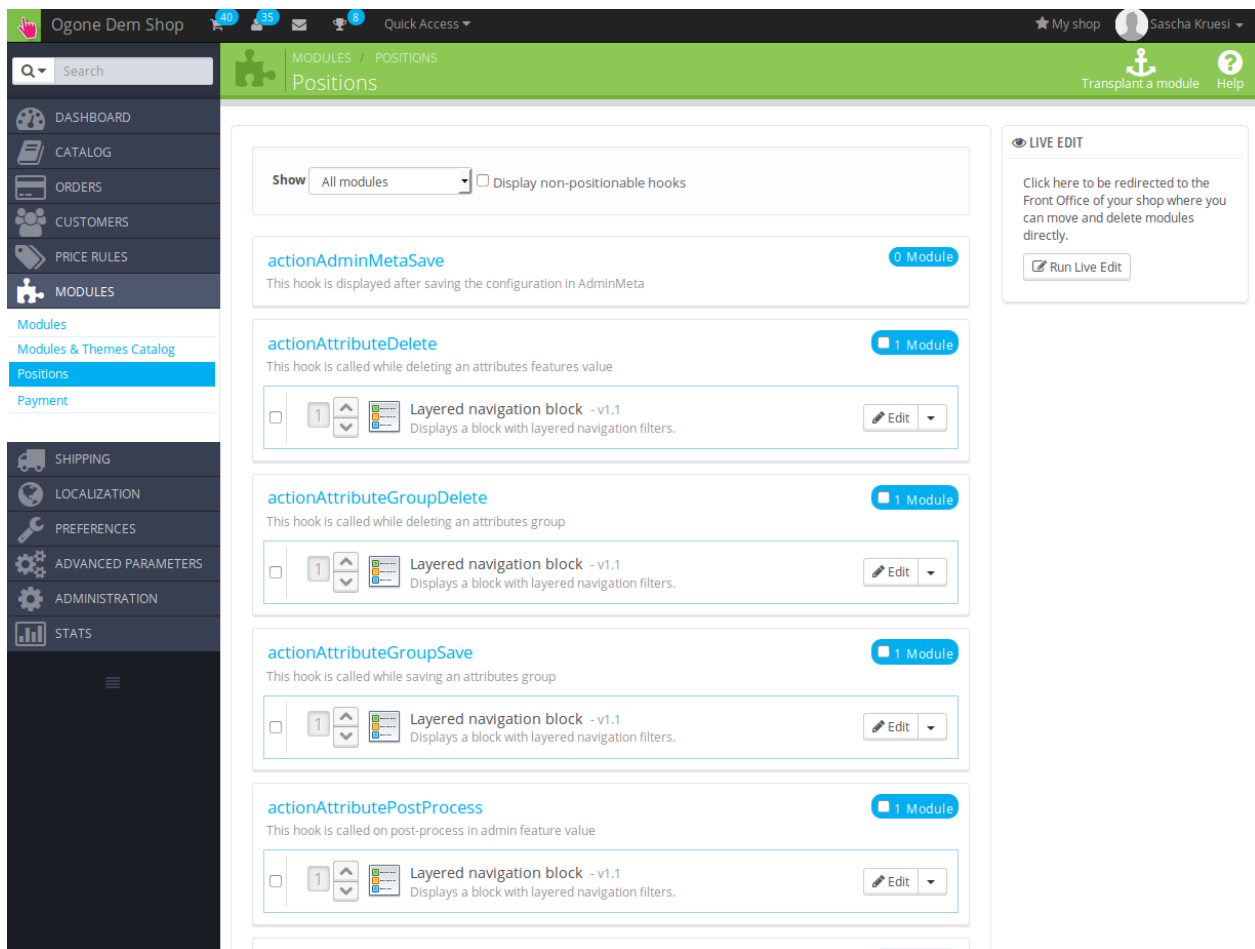 Ogone Dem Shop
40
35
8
Quick Access
My shop
Sascha Kruesi
Search
MODULES / POSITIONS
Positions
Transplant a module
Help
DASHBOARD
CATALOG
ORDERS
CUSTOMERS
PRICE RULES
MODULES
Modules
Modules & Themes Catalog
Positions
Payment
SHIPPING
LOCALIZATION
PREFERENCES
ADVANCED PARAMETERS
ADMINISTRATION
STATS
Show All modules Display non-positionable hooks
actionAdminMetaSave
0 Module
This hook is displayed after saving the configuration in AdminMeta
actionAttributeDelete
1 Module
This hook is called while deleting an attributes features value
1
Layered navigation block - v1.1
Displays a block with layered navigation filters.
Edit
actionAttributeGroupDelete
1 Module
This hook is called while deleting an attributes group
1
Layered navigation block - v1.1
Displays a block with layered navigation filters.
Edit
actionAttributeGroupSave
1 Module
This hook is called while saving an attributes group
1
Layered navigation block - v1.1
Displays a block with layered navigation filters.
Edit
actionAttributePostProcess
1 Module
This hook is called on post-process in admin feature value
1
Layered navigation block - v1.1
Displays a block with layered navigation filters.
Edit
LIVE EDIT
Click here to be redirected to the
Front Office of your shop where you
can move and delete modules
directly.
Run Live Edit